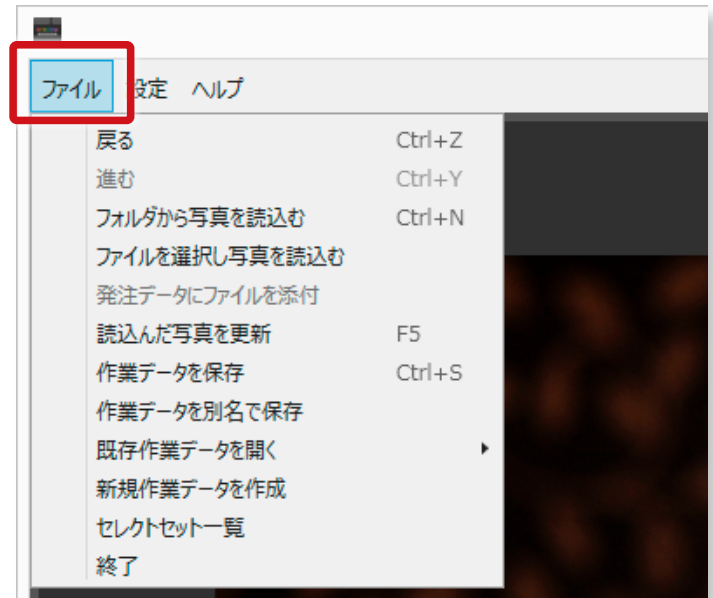 ファイル 設定 ヘルプ
戻る Ctrl+Z
進む Ctrl+Y
フォルダから写真を読込む Ctrl+N
ファイルを選択し写真を読込む
発注データにファイルを添付
読込んだ写真を更新 F5
作業データを保存 Ctrl+S
作業データを別名で保存
既存作業データを開く
新規作業データを作成
セレクトセット一覧
終了